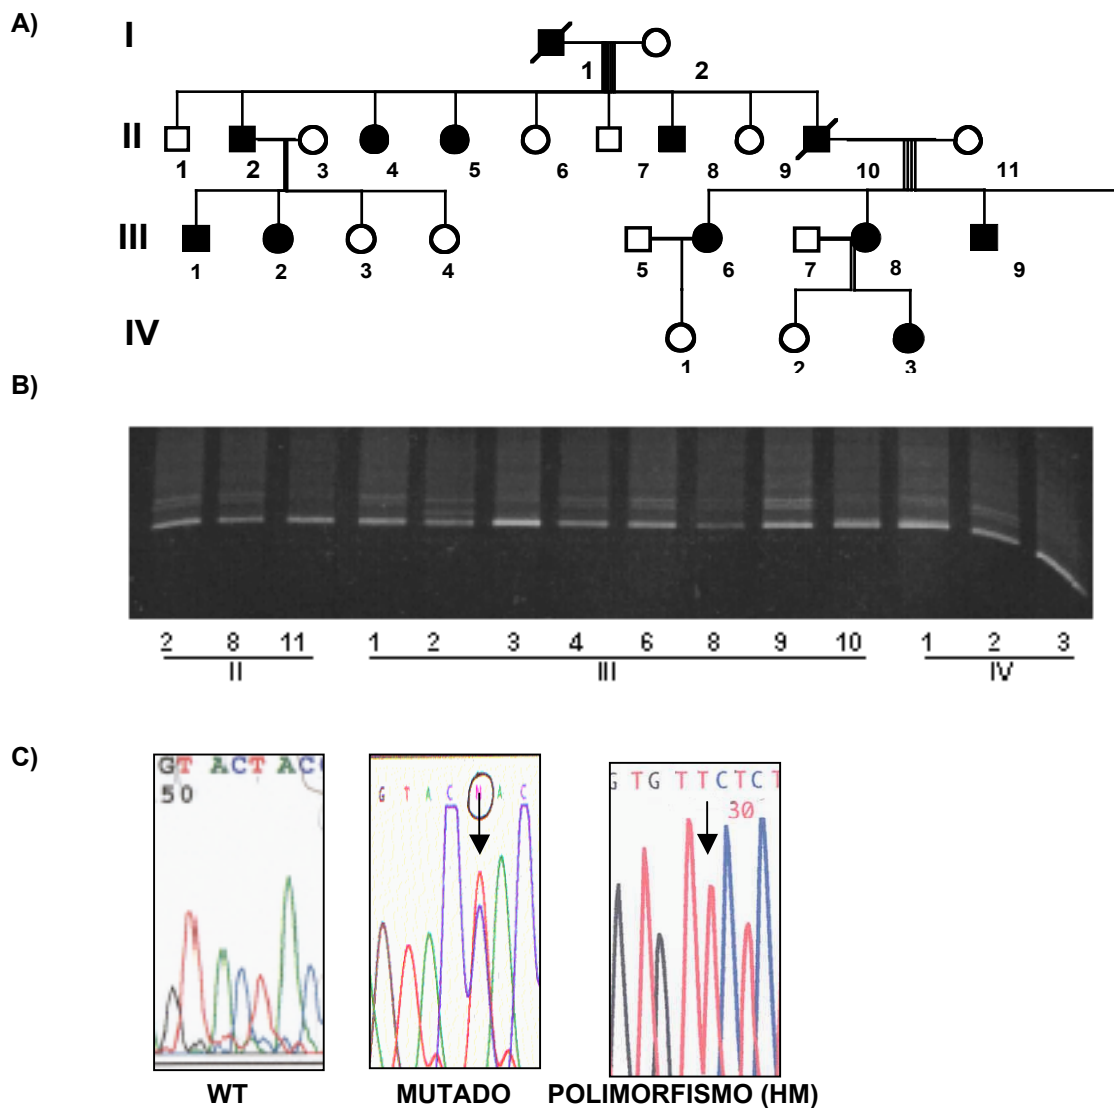 A)
I
1 2
II
1 2 3 4 5 6 7 8 9 10 11
III
1 2 3 4 5 6 7 8 9
IV
1 2 3
B)
2 8 11 1 2 3 4 6 8 9 10 1 2 3
II III IV
C)
GT ACT AC
50
G T A C N A C
G T G T T C T C T
30
WT MUTADO POLIMORFISMO (HM)